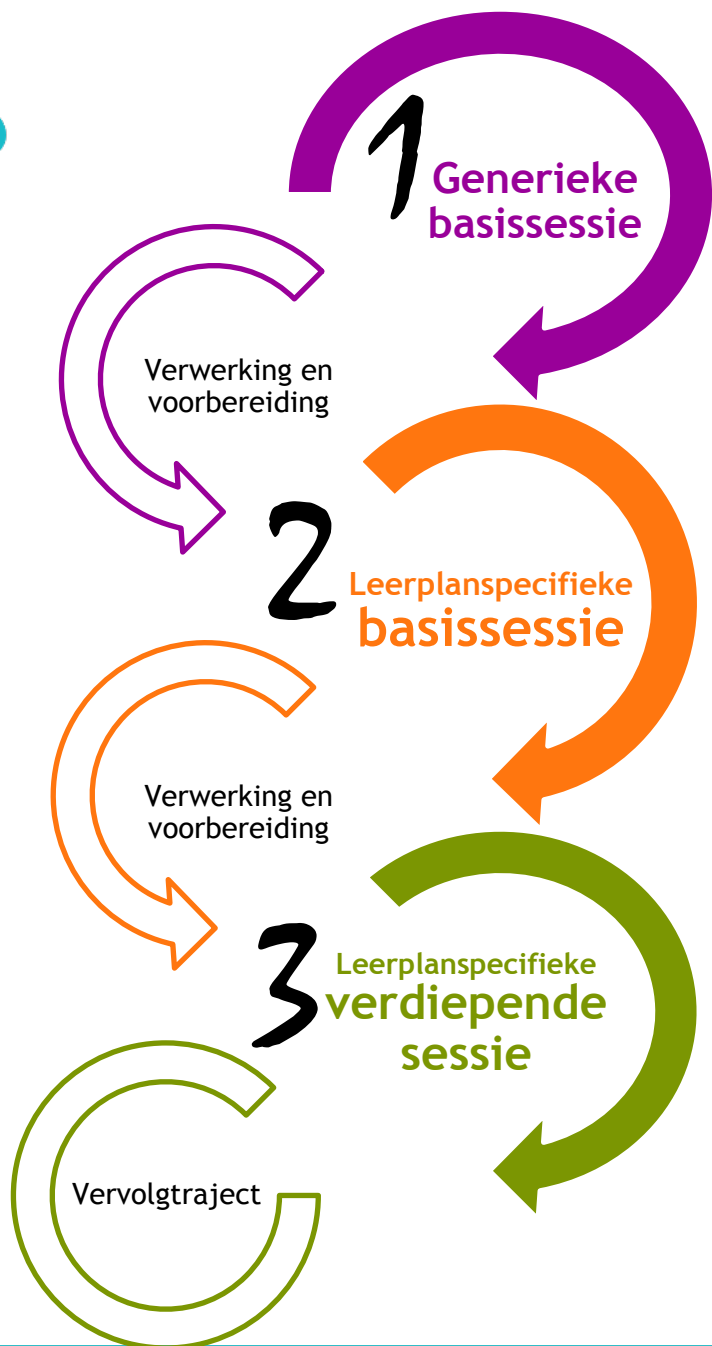 1
Generieke
basissessie
Verwerking en
voorbereiding
2
Leerplanspecifieke
basissessie
Verwerking en
voorbereiding
3
Leerplanspecifieke
verdiepende
sessie
Vervolgtraject